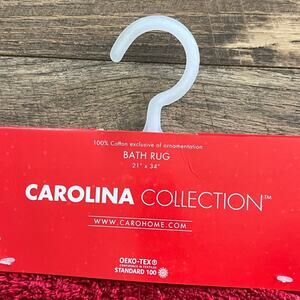 100% Cotton exclusive of ornamentation
BATH RUG
21" x 34"
CAROLINA COLLECTION™
WWW.CAROHOME.COM
OEKO-TEX®
STANDARD 100